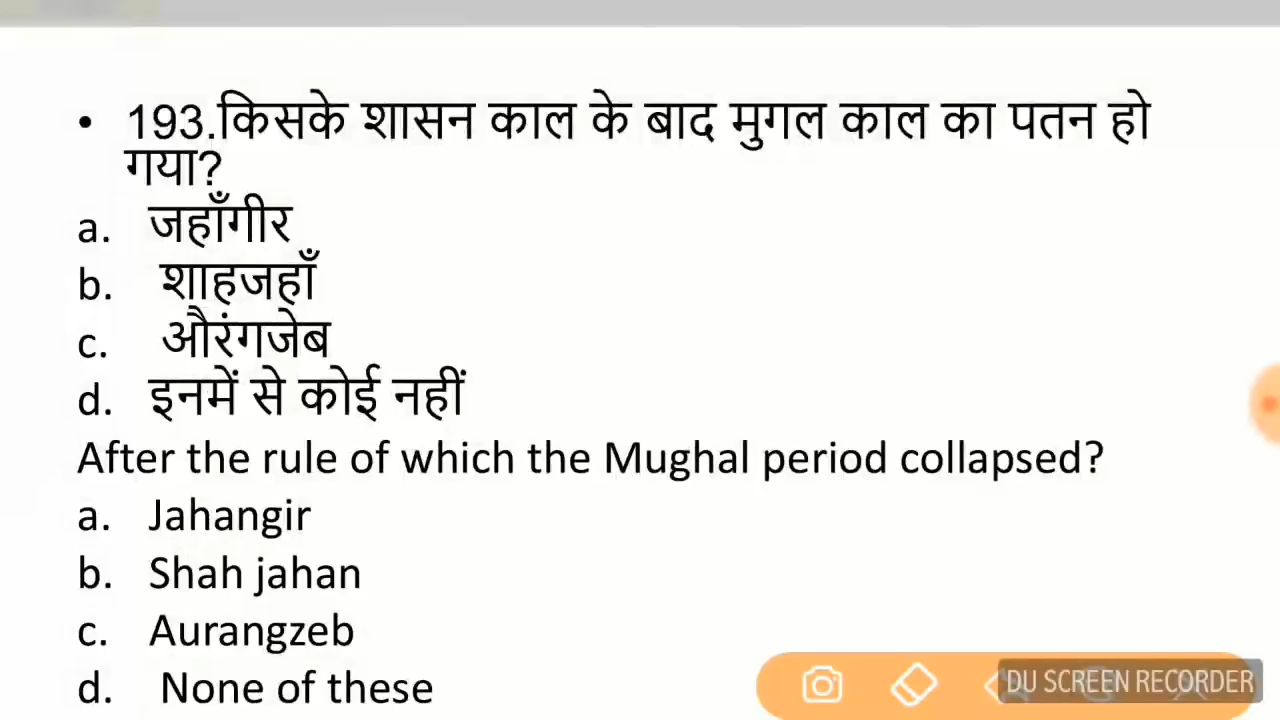 • 193.किसके शासन काल के बाद मुगल काल का पतन हो
गया?
a. जहाँगीर
b. शाहजहाँ
c. औरंगजेब
d. इनमें से कोई नहीं
After the rule of which the Mughal period collapsed?
a. Jahangir
b. Shah jahan
c. Aurangzeb
d. None of these
DU SCREEN RECORDER